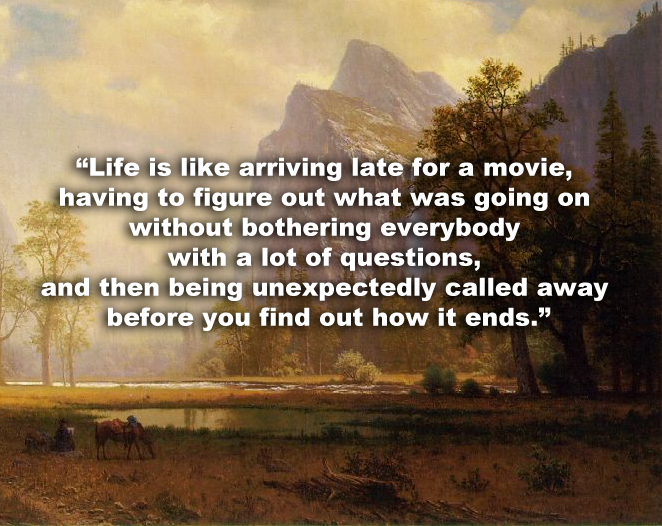 “Life is like arriving late for a movie,
having to figure out what was going on
without bothering everybody
with a lot of questions,
and then being unexpectedly called away
before you find out how it ends.”